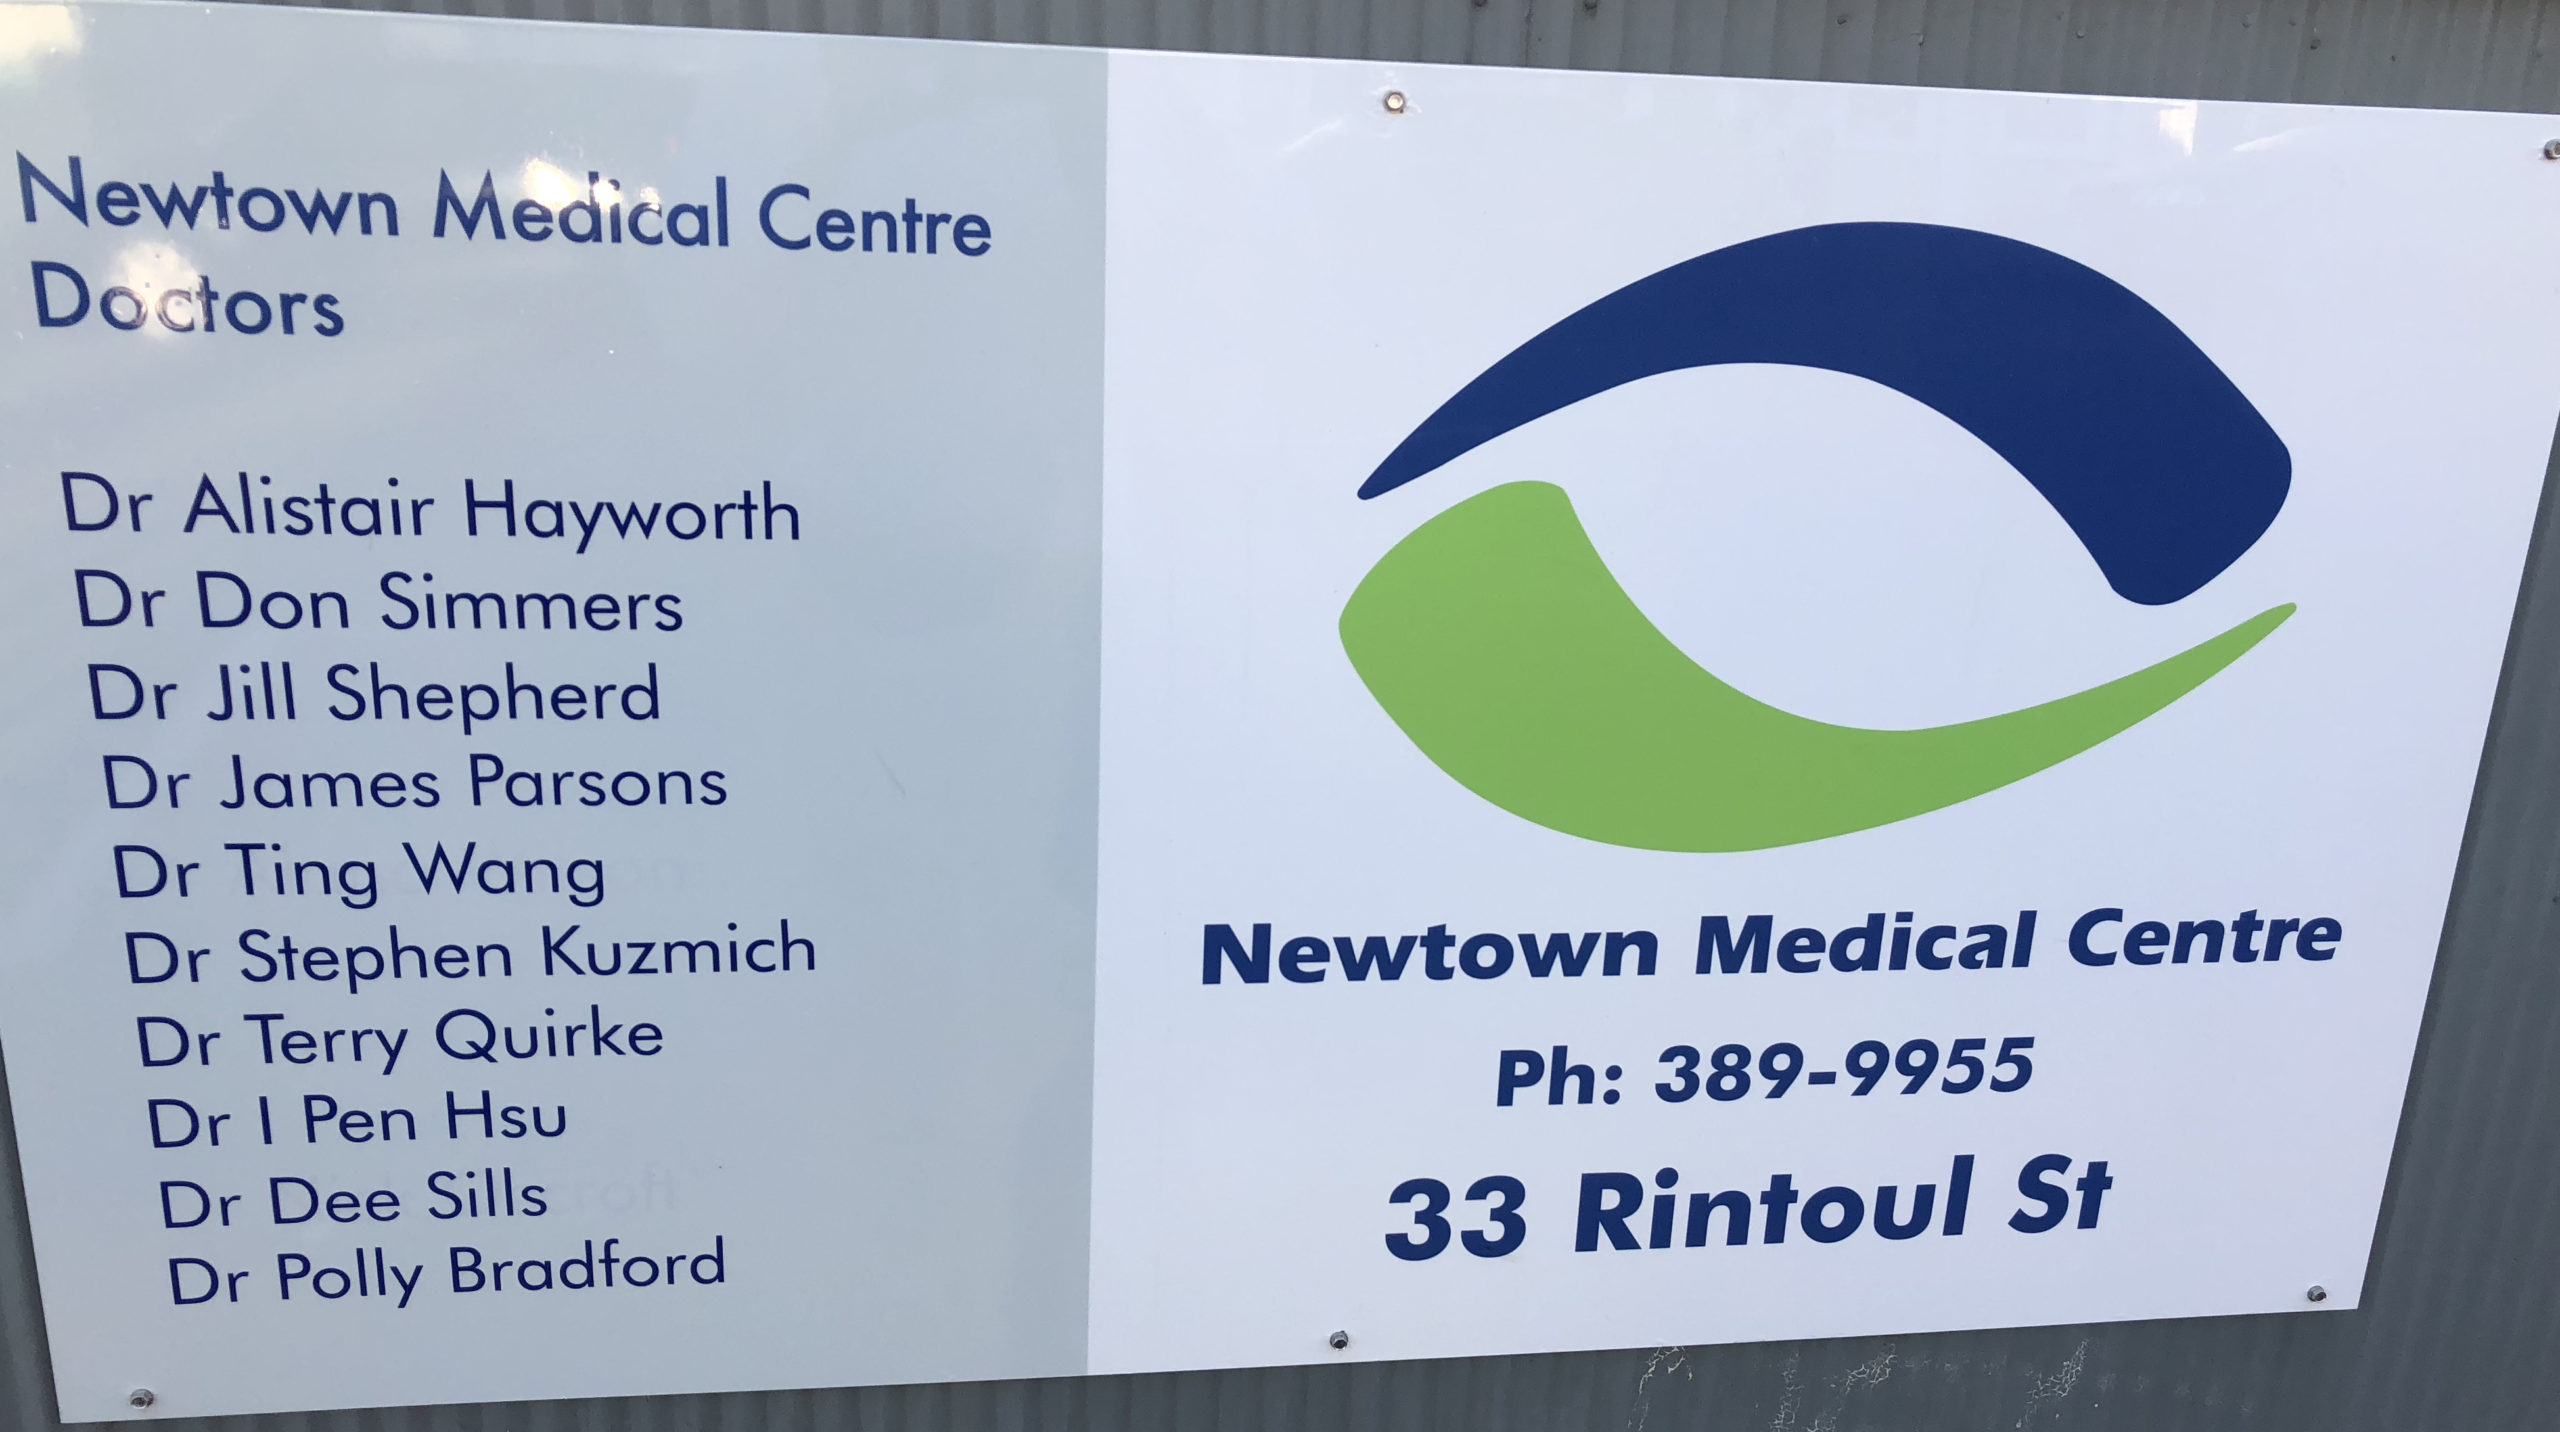 Newtown Medical Centre
Doctors
Dr Alistair Hayworth
Dr Don Simmers
Dr Jill Shepherd
Dr James Parsons
Dr Ting Wang
Dr Stephen Kuzmich
Dr Terry Quirke
Dr I Pen Hsu
Dr Dee Sills
Dr Polly Bradford
Newtown Medical Centre
Ph: 389-9955
33 Rintoul St